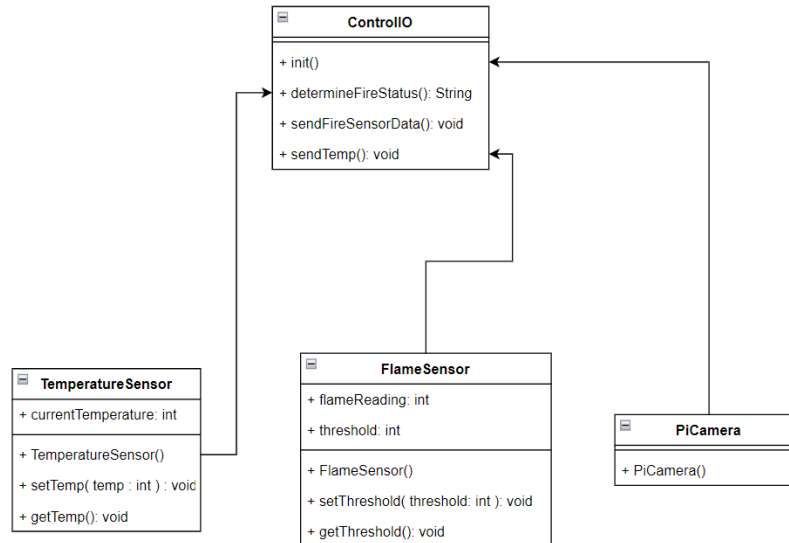 ControlIO
+ init()
+ determineFireStatus(): String
+ sendFireSensorData(): void
+ sendTemp(): void
TemperatureSensor
+ currentTemperature: int
+ TemperatureSensor()
+ setTemp( temp : int ) : void
+ getTemp(): void
FlameSensor
+ flameReading: int
+ threshold: int
+ FlameSensor()
+ setThreshold( threshold: int ): void
+ getThreshold(): void
PiCamera
+ PiCamera()